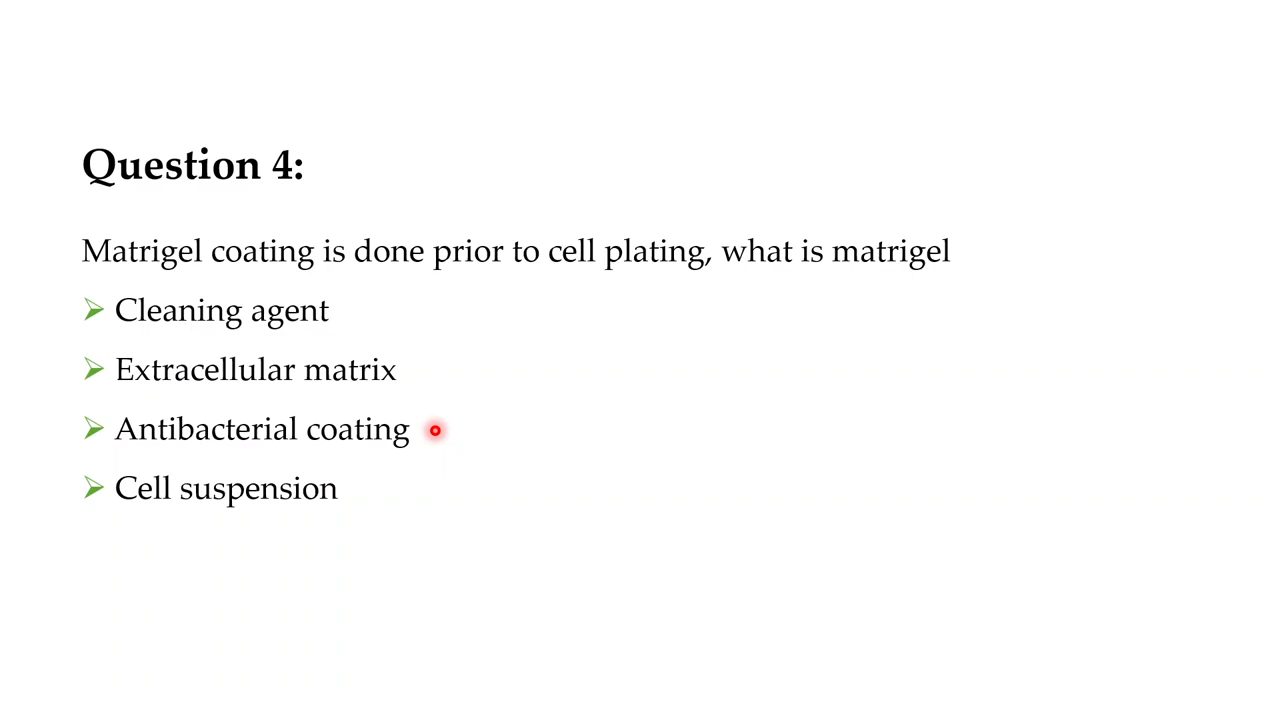 Question 4:
Matrigel coating is done prior to cell plating, what is matrigel
Cleaning agent
Extracellular matrix
Antibacterial coating
Cell suspension